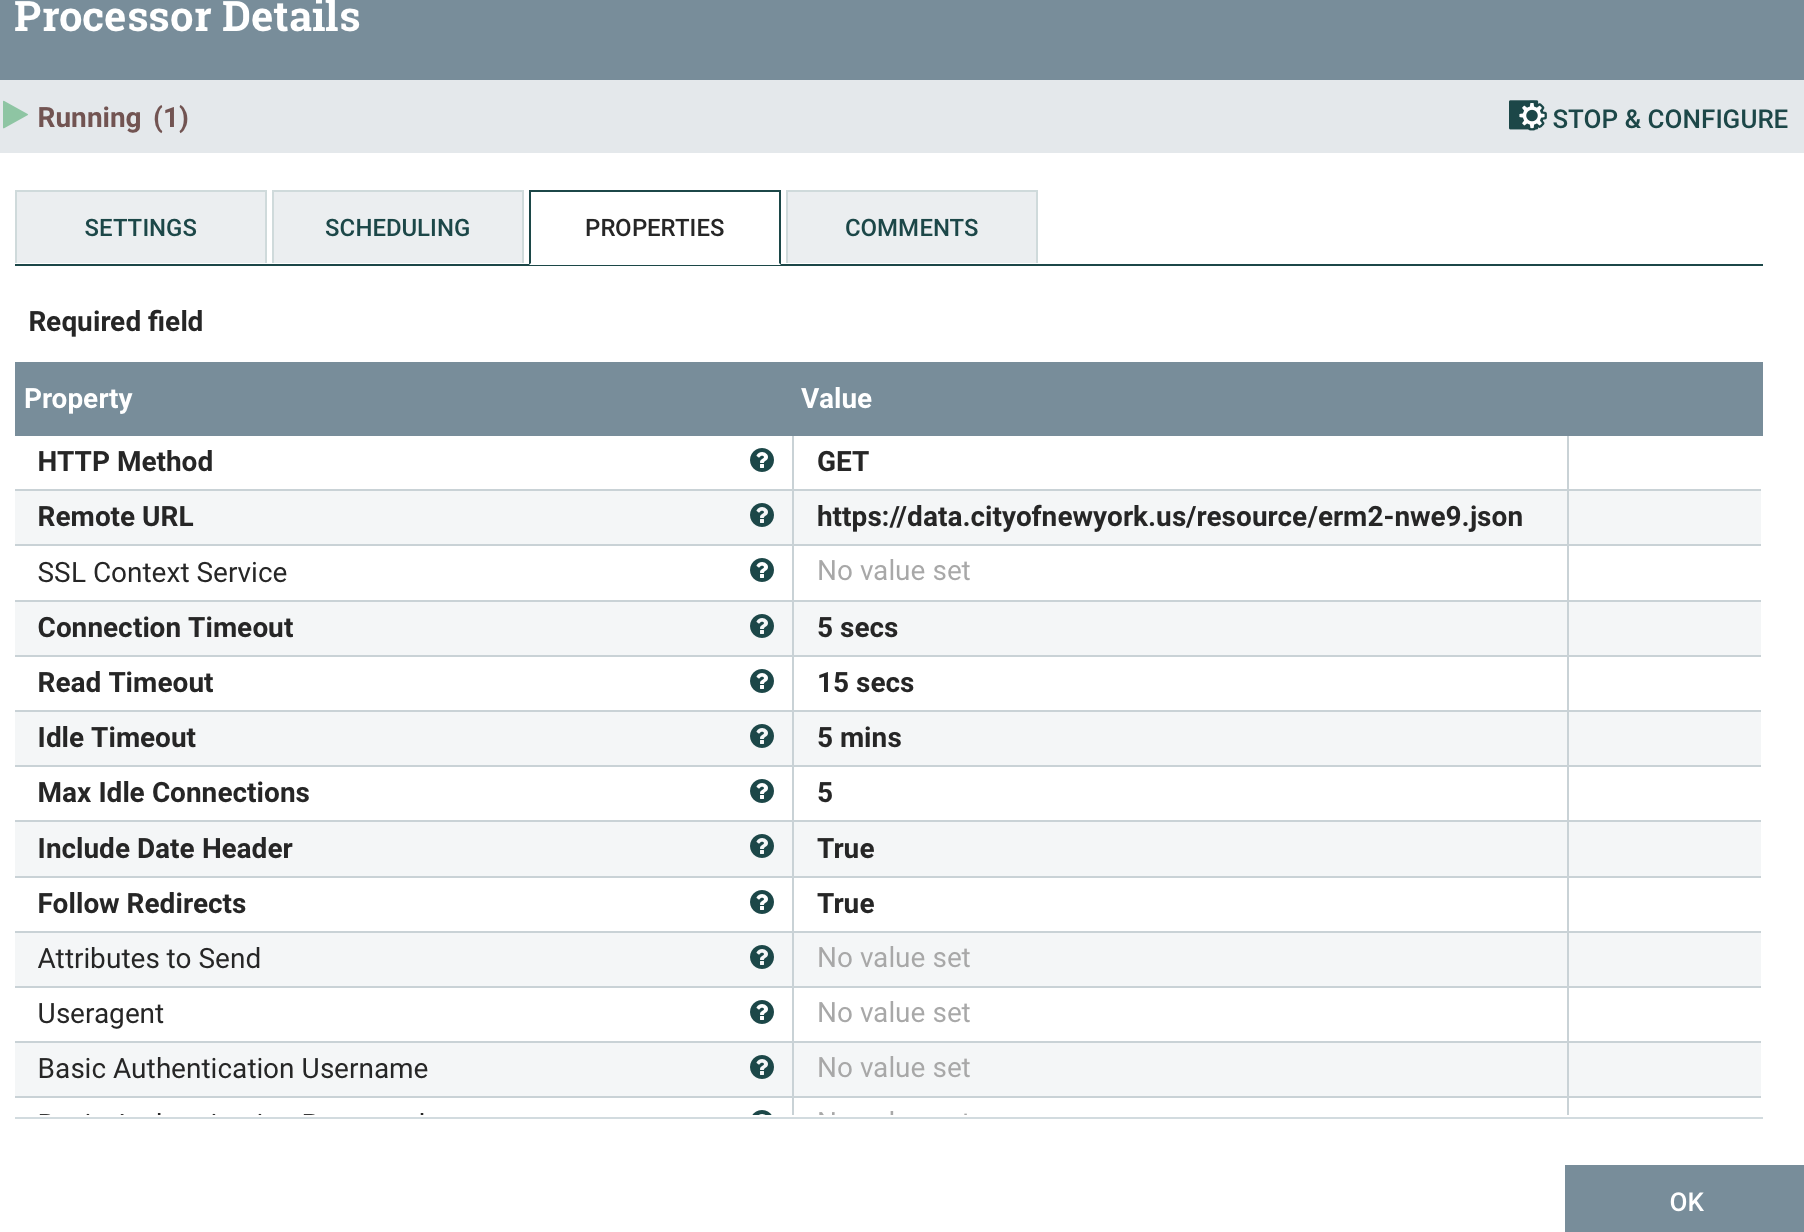 Processor Details
Running (1)
STOP & CONFIGURE
SETTINGS
SCHEDULING
PROPERTIES
COMMENTS
Required field
Property Value
HTTP Method GET
Remote URL https://data.cityofnewyork.us/resource/erm2-nwe9.json
SSL Context Service No value set
Connection Timeout 5 secs
Read Timeout 15 secs
Idle Timeout 5 mins
Max Idle Connections 5
Include Date Header True
Follow Redirects True
Attributes to Send No value set
Useragent No value set
Basic Authentication Username No value set
OK